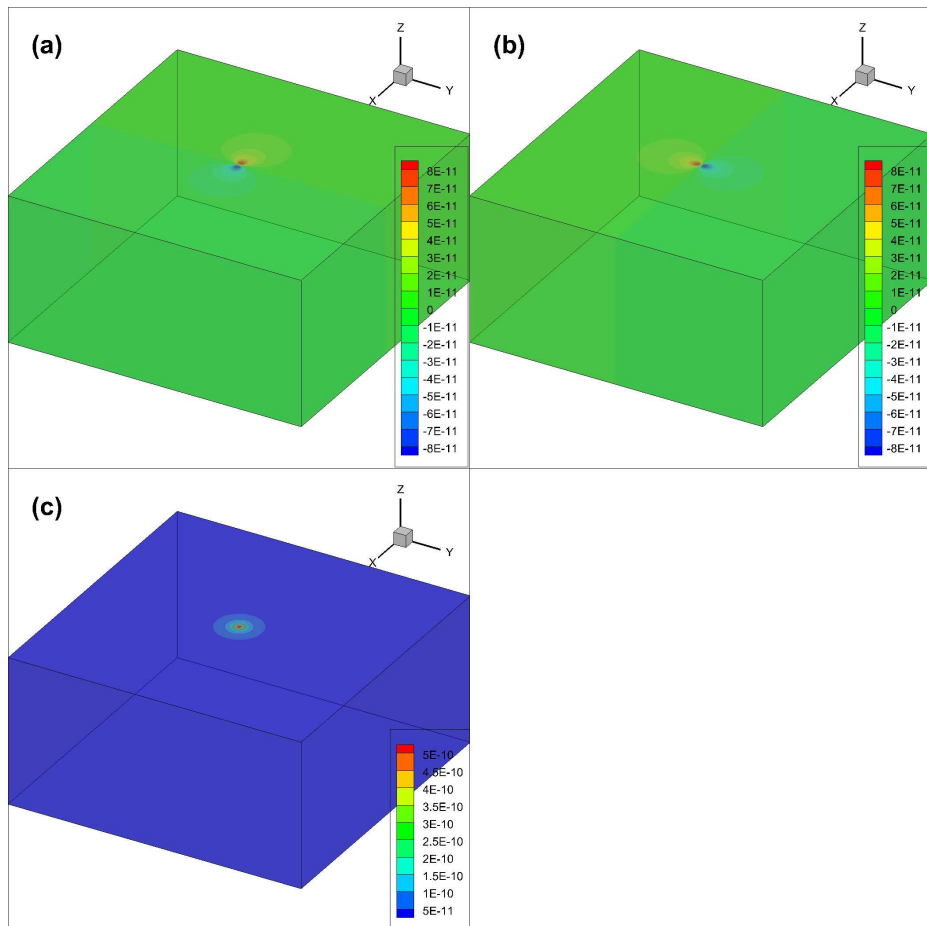 (a)
Z
X
Y
8E-11
7E-11
6E-11
5E-11
4E-11
3E-11
2E-11
1E-11
0
-1E-11
-2E-11
-3E-11
-4E-11
-5E-11
-6E-11
-7E-11
-8E-11
(b)
Z
X
Y
8E-11
7E-11
6E-11
5E-11
4E-11
3E-11
2E-11
1E-11
0
-1E-11
-2E-11
-3E-11
-4E-11
-5E-11
-6E-11
-7E-11
-8E-11
(c)
Z
X
Y
5E-10
4.5E-10
4E-10
3.5E-10
3E-10
2.5E-10
2E-10
1.5E-10
1E-10
5E-11